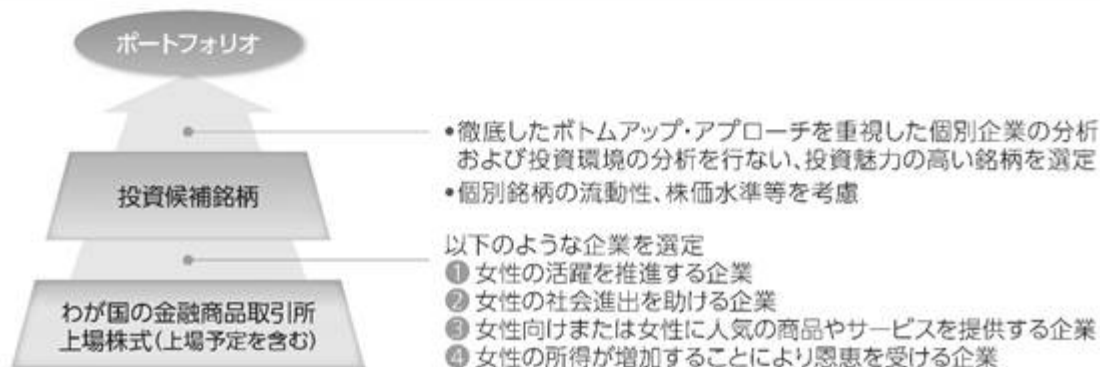 ポートフォリオ
•徹底したボトムアップ・アプローチを重視した個別企業の分析
および投資環境の分析を行ない、投資魅力の高い銘柄を選定
投資候補銘柄
•個別銘柄の流動性、株価水準等を考慮
以下のような企業を選定
❶ 女性の活躍を推進する企業
❷ 女性の社会進出を助ける企業
わが国の金融商品取引所
上場株式(上場予定を含む)
❸ 女性向けまたは女性に人気の商品やサービスを提供する企業
❹ 女性の所得が増加することにより恩恵を受ける企業